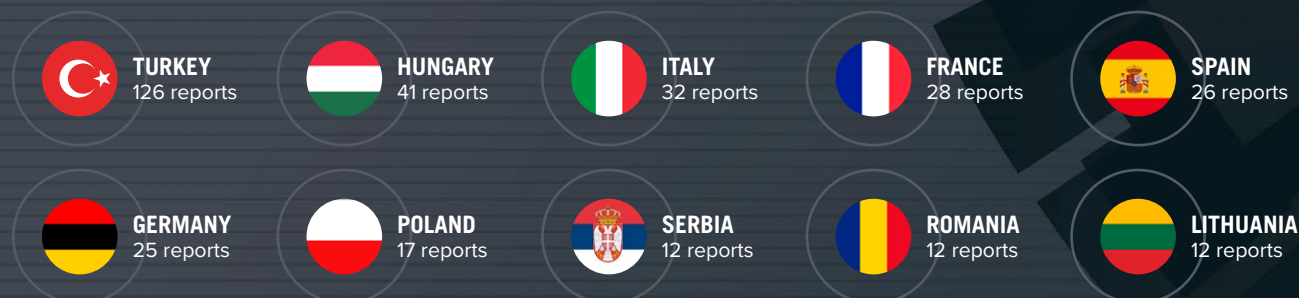 TURKEY
126 reports
HUNGARY
41 reports
ITALY
32 reports
FRANCE
28 reports
SPAIN
26 reports
GERMANY
25 reports
POLAND
17 reports
SERBIA
12 reports
ROMANIA
12 reports
LITHUANIA
12 reports